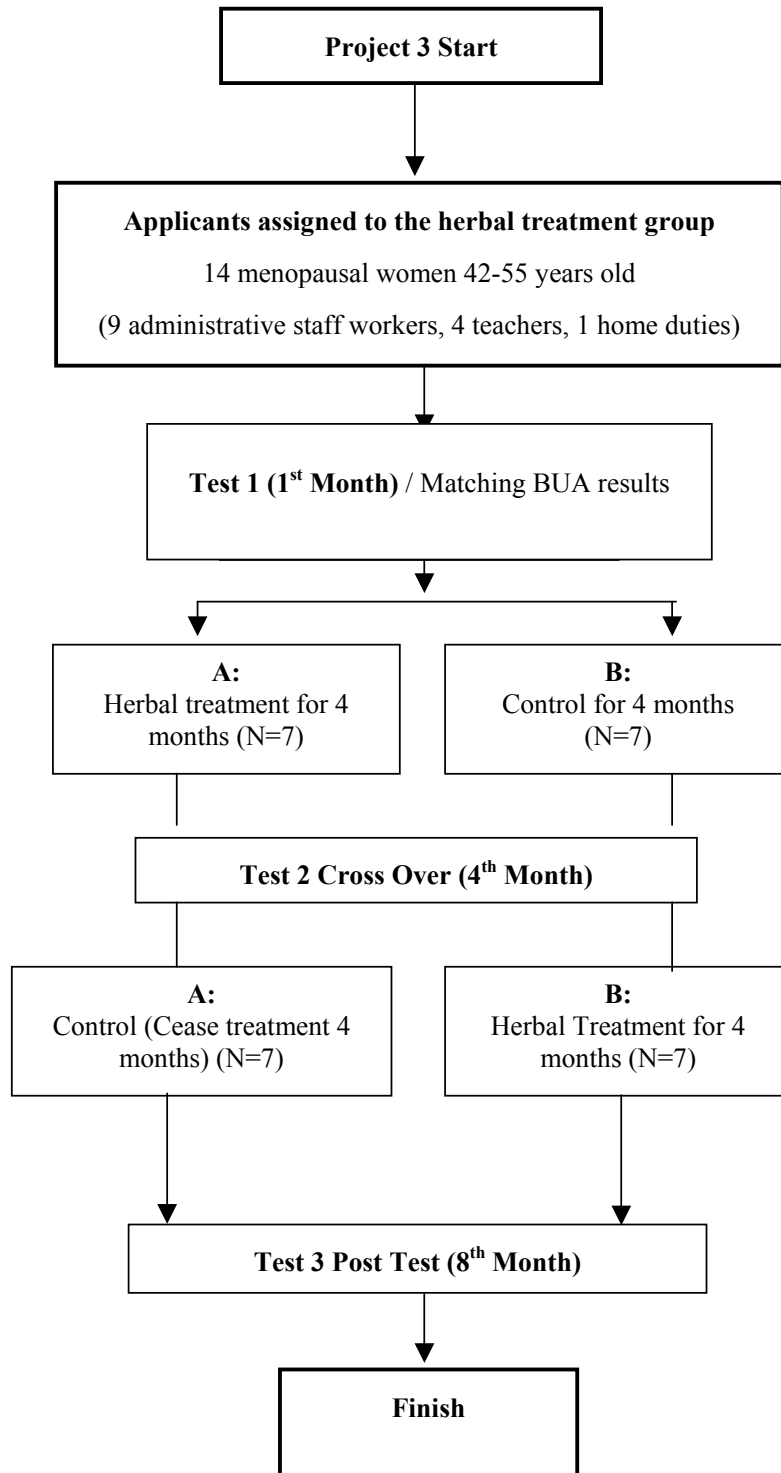 Project 3 Start
Applicants assigned to the herbal treatment group
14 menopausal women 42-55 years old
(9 administrative staff workers, 4 teachers, 1 home duties)
Test 1 (1st Month) / Matching BUA results
A:
Herbal treatment for 4
months (N=7)
B:
Control for 4 months
(N=7)
Test 2 Cross Over (4th Month)
A:
Control (Cease treatment 4
months) (N=7)
B:
Herbal Treatment for 4
months (N=7)
Test 3 Post Test (8th Month)
Finish